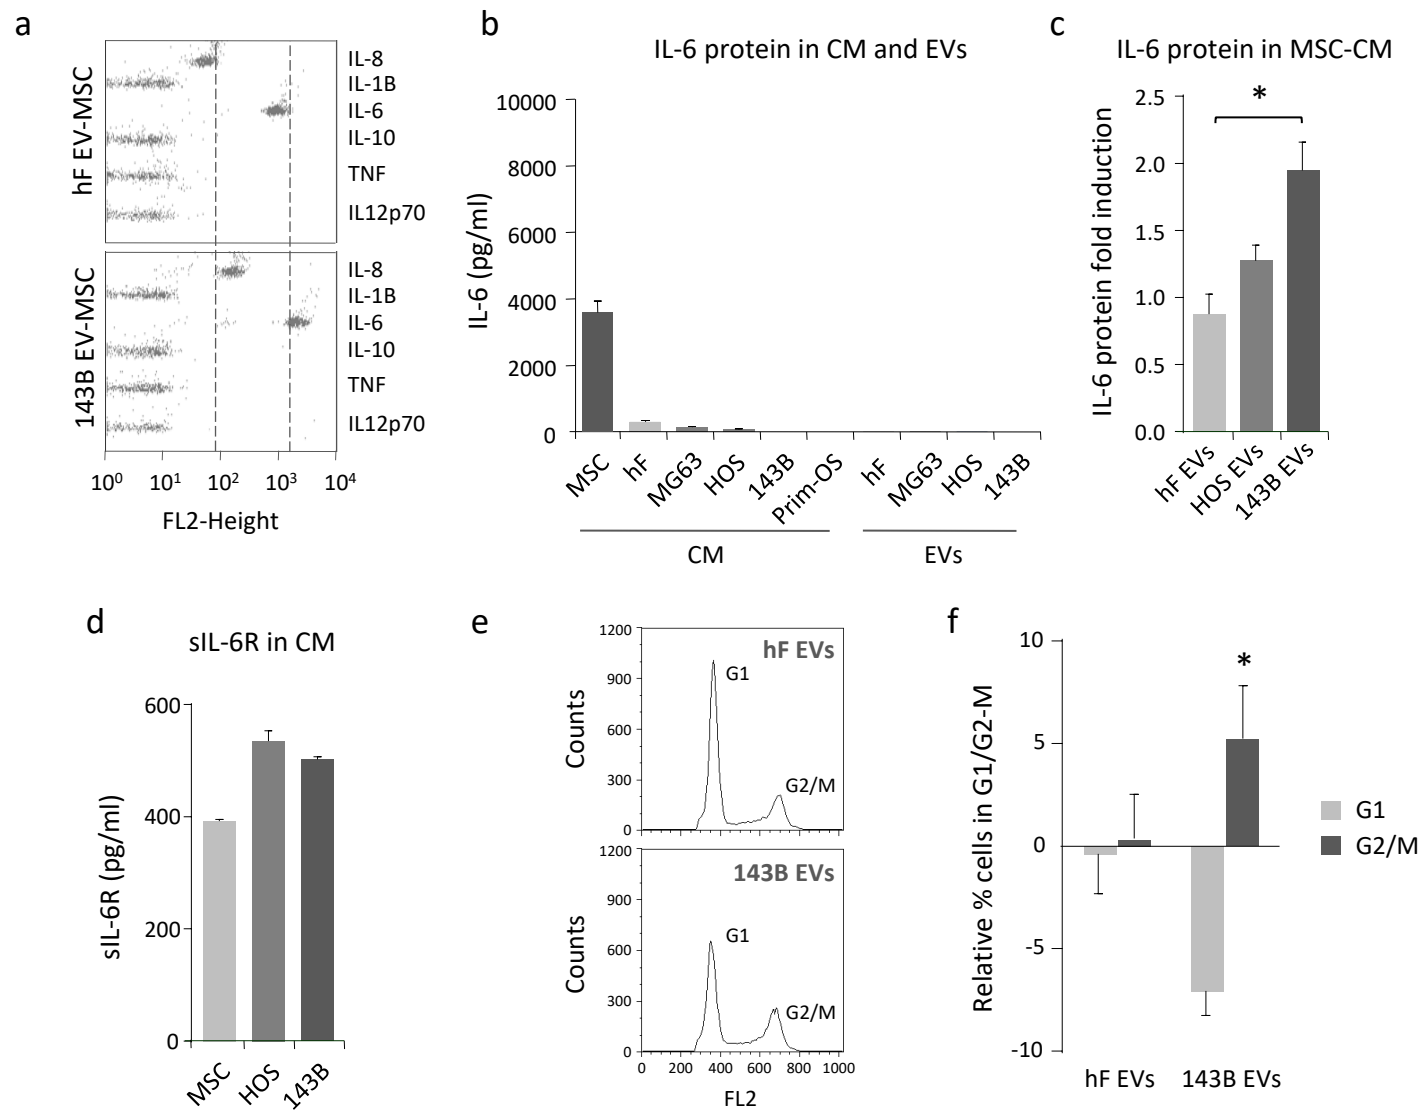 a
hF EV-MSC
IL-8
IL-1B
IL-6
IL-10
TNF
IL12p70
143B EV-MSC
IL-8
IL-1B
IL-6
IL-10
TNF
IL12p70
10⁰ 10¹ 10² 10³ 10⁴
FL2-Height
b
IL-6 protein in CM and EVs
IL-6 (pg/ml)
10000
8000
6000
4000
2000
0
MSC hF MG63 HOS 143B Prim-OS hF MG63 HOS 143B
CM EVs
c
IL-6 protein in MSC-CM
IL-6 protein fold induction
2.5
2.0
1.5
1.0
0.5
0.0
*
hF EVs HOS EVs 143B EVs
d
sIL-6R in CM
sIL-6R (pg/ml)
600
400
200
0
MSC HOS 143B
e
Counts
1200
900
600
300
0
hF EVs
G1
G2/M
Counts
1200
900
600
300
0
143B EVs
G1
G2/M
0 200 400 600 800 1000
FL2
f
Relative % cells in G1/G2-M
10
5
0
-5
-10
*
hF EVs 143B EVs
G1
G2/M